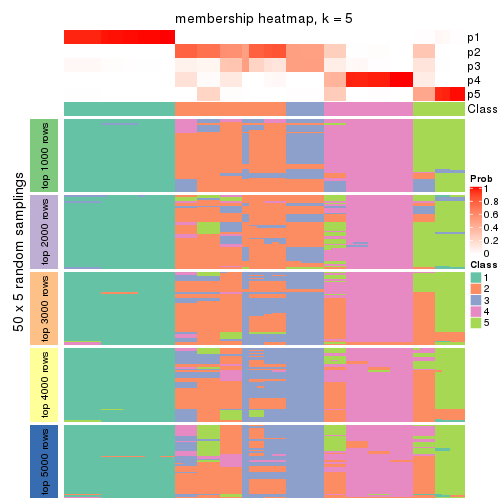 membership heatmap, k = 5
p1
p2
p3
p4
p5
Class
50 x 5 random samplings
top 1000 rows
top 2000 rows
top 3000 rows
top 4000 rows
top 5000 rows
Prob
1
0.8
0.6
0.4
0.2
0
Class
1
2
3
4
5